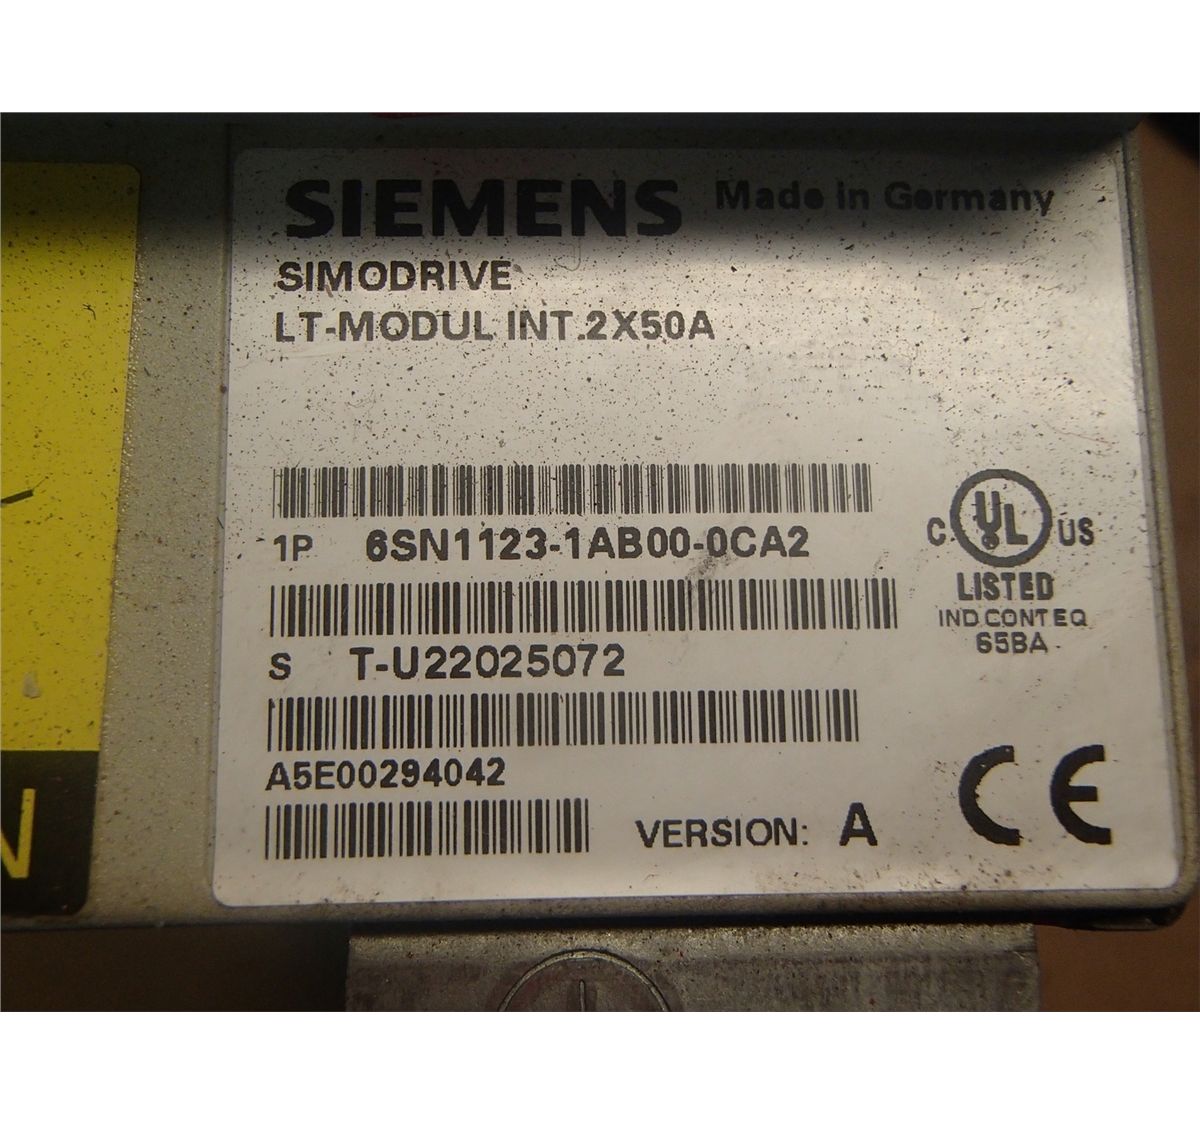 SIEMENS Made in Germany
SIMODRIVE
LT-MODUL INT.2X50A
1P 6SN1123-1AB00-0CA2
C UL US
LISTED
IND CONT EQ
65BA
S T-U22025072
A5E00294042
VERSION: A CE
N